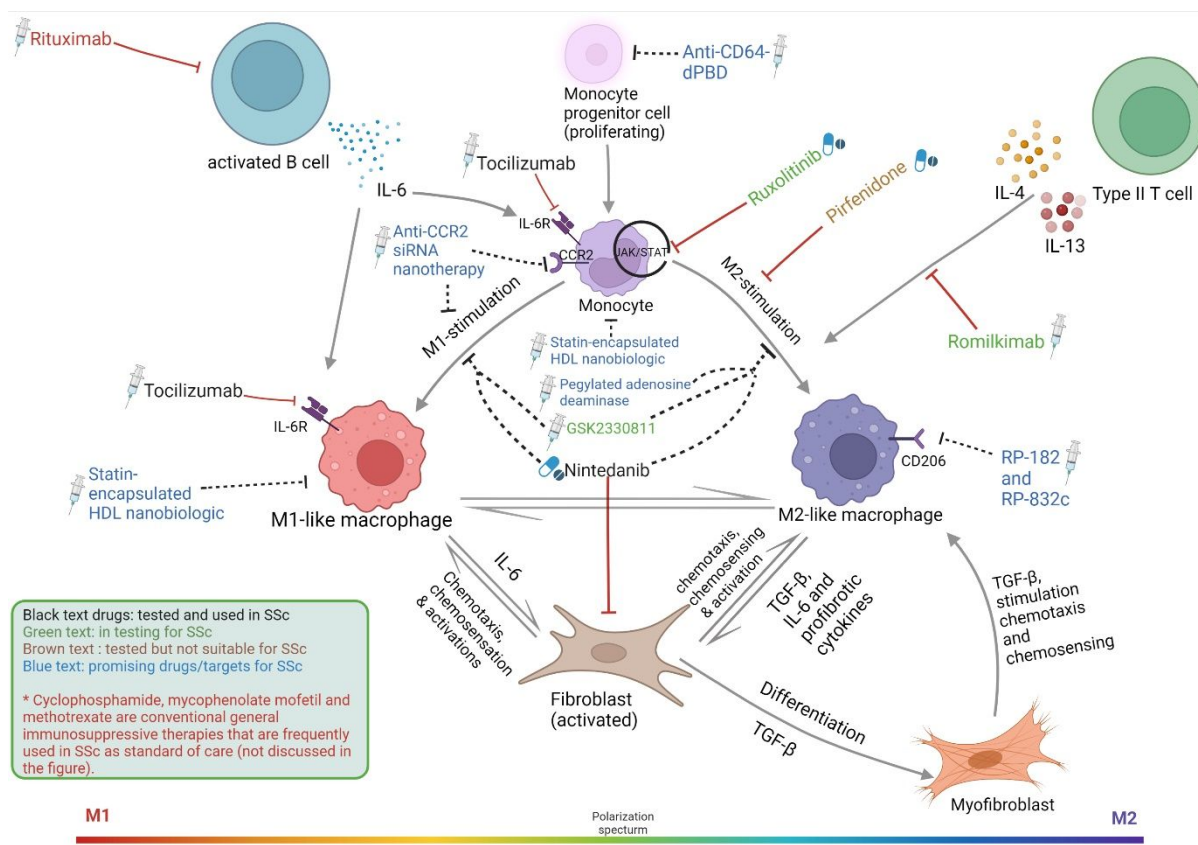 Rituximab
activated B cell
IL-6
Anti-CD64-
dPBD
Monocyte
progenitor cell
(proliferating)
Tocilizumab
IL-6R
Anti-CCR2
siRNA
nanotherapy
CCR2
JAK/STAT
Monocyte
Ruxolitinib
Pirfenidone
IL-4
Type II T cell
IL-13
M1-stimulation
M2-stimulation
Romilkimab
Statin-encapsulated
HDL nanobiologic
Pegylated adenosine
deaminase
GSK2330811
Nintedanib
Tocilizumab
IL-6R
Statin-
encapsulated
HDL nanobiologic
M1-like macrophage
CD206
M2-like macrophage
RP-182
and
RP-832c
IL-6
Chemotaxis,
chemosensation
& activations
chemotaxis,
chemosensing
& activation
TGF-β,
IL-6 and
profibrotic
cytokines
TGF-β,
stimulation
chemotaxis
and
chemosensing
Fibroblast
(activated)
Differentiation
TGF-β
Myofibroblast
Black text drugs: tested and used in SSc
Green text: in testing for SSc
Brown text : tested but not suitable for SSc
Blue text: promising drugs/targets for SSc
* Cyclophosphamide, mycophenolate mofetil and
methotrexate are conventional general
immunosuppressive therapies that are frequently
used in SSc as standard of care (not discussed in
the figure).
M1
Polarization
specturm
M2